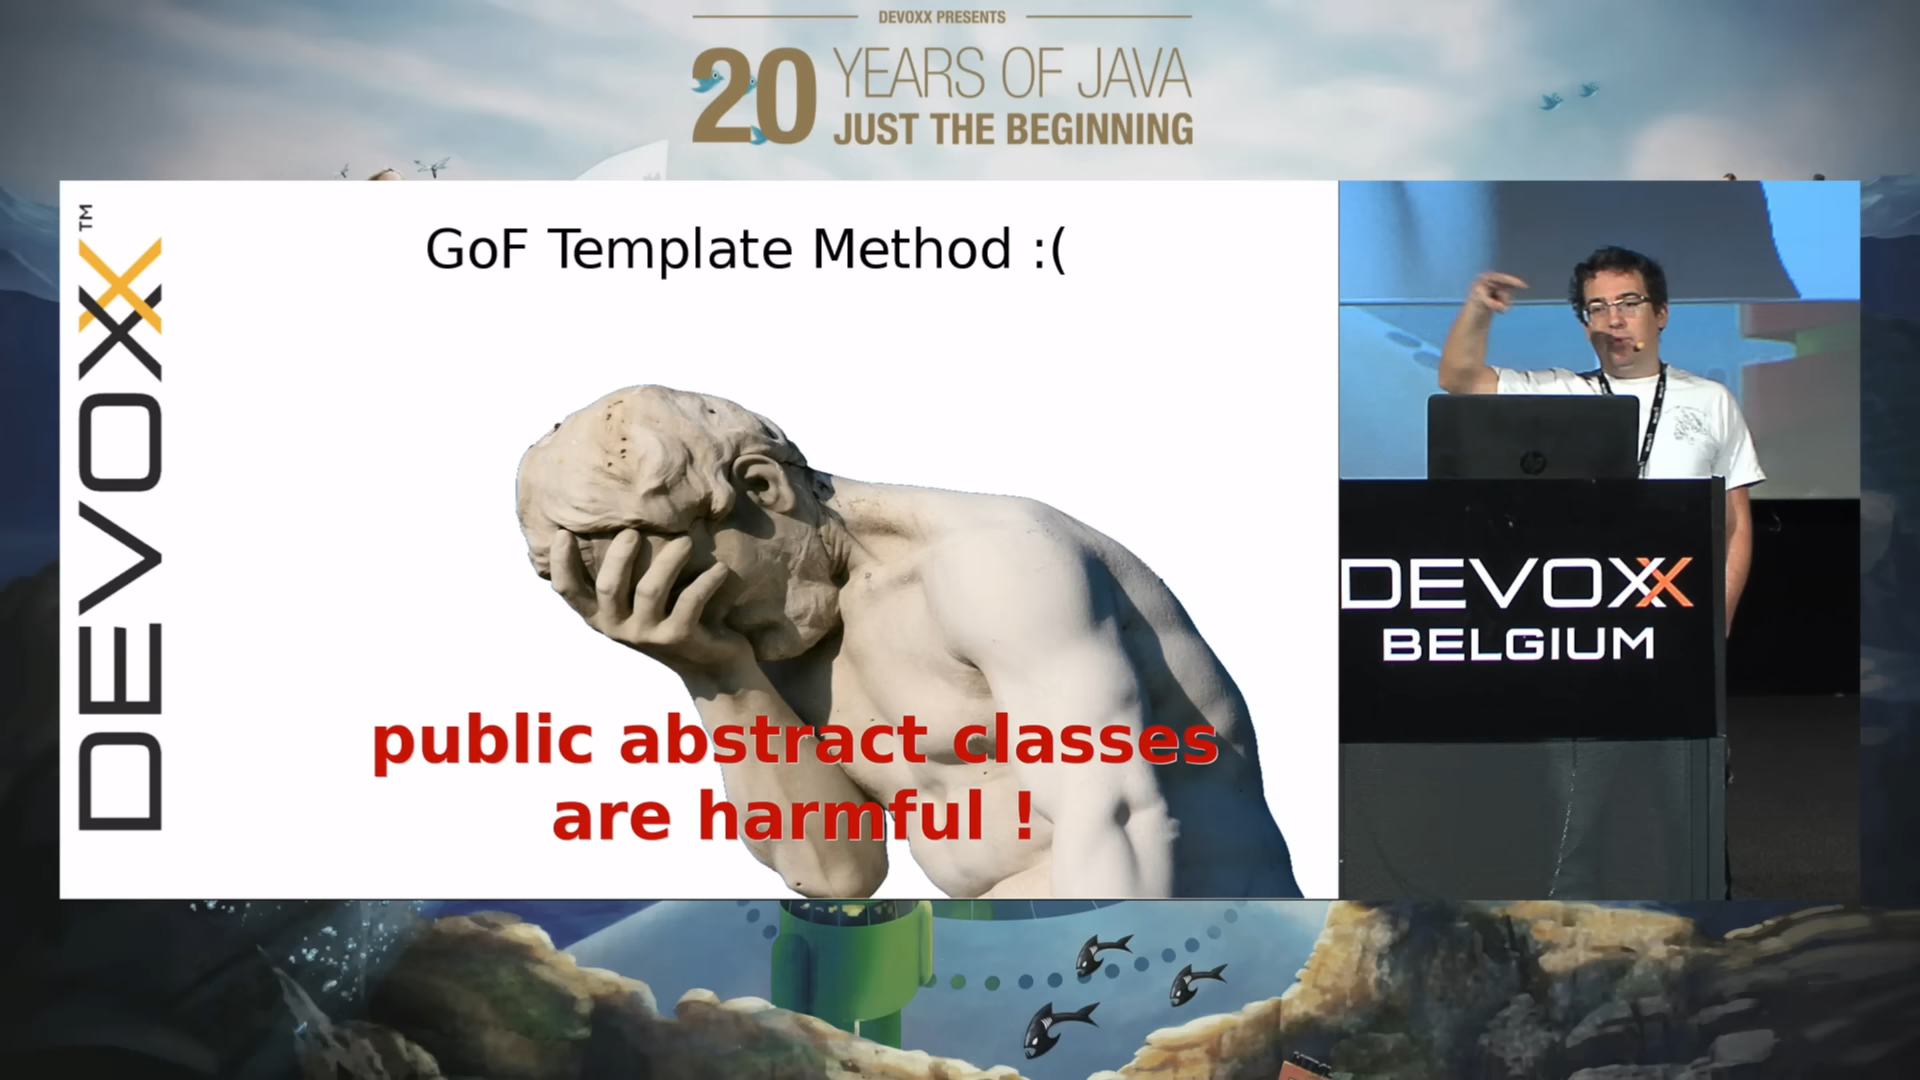 DEVOXX PRESENTS
20 YEARS OF JAVA
JUST THE BEGINNING
DEVOXX™
GoF Template Method :(
public abstract classes
are harmful !
DEVOXX
BELGIUM